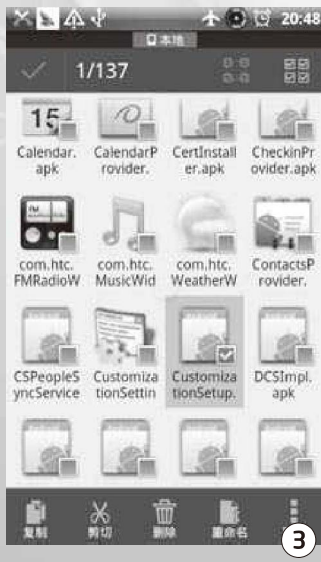 20:48
本地
1/137
15
Calendar. CalendarP CertInstall CheckinPr
apk rovider. er.apk ovider.apk
FM
com.htc. com.htc. com.htc. ContactsP
FMRadioW MusicWid WeatherW rovider.
CSPeopleS Customiza Customiza DCSImpl.
yncService tionSettin tionSetup. apk
复制 剪切 删除 重命名
3